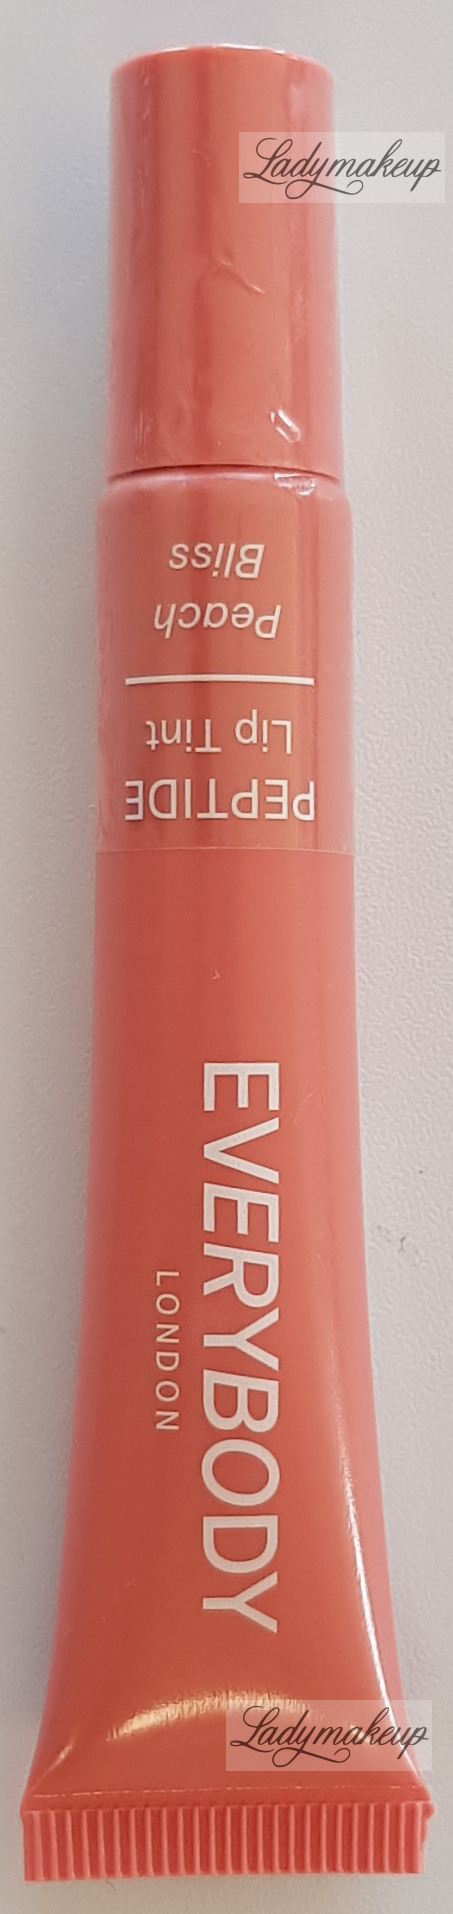 Ladymakeup
PEPTIDE
Lip Tint
Peach
Bliss
EVERYBODY
LONDON
Ladymakeup